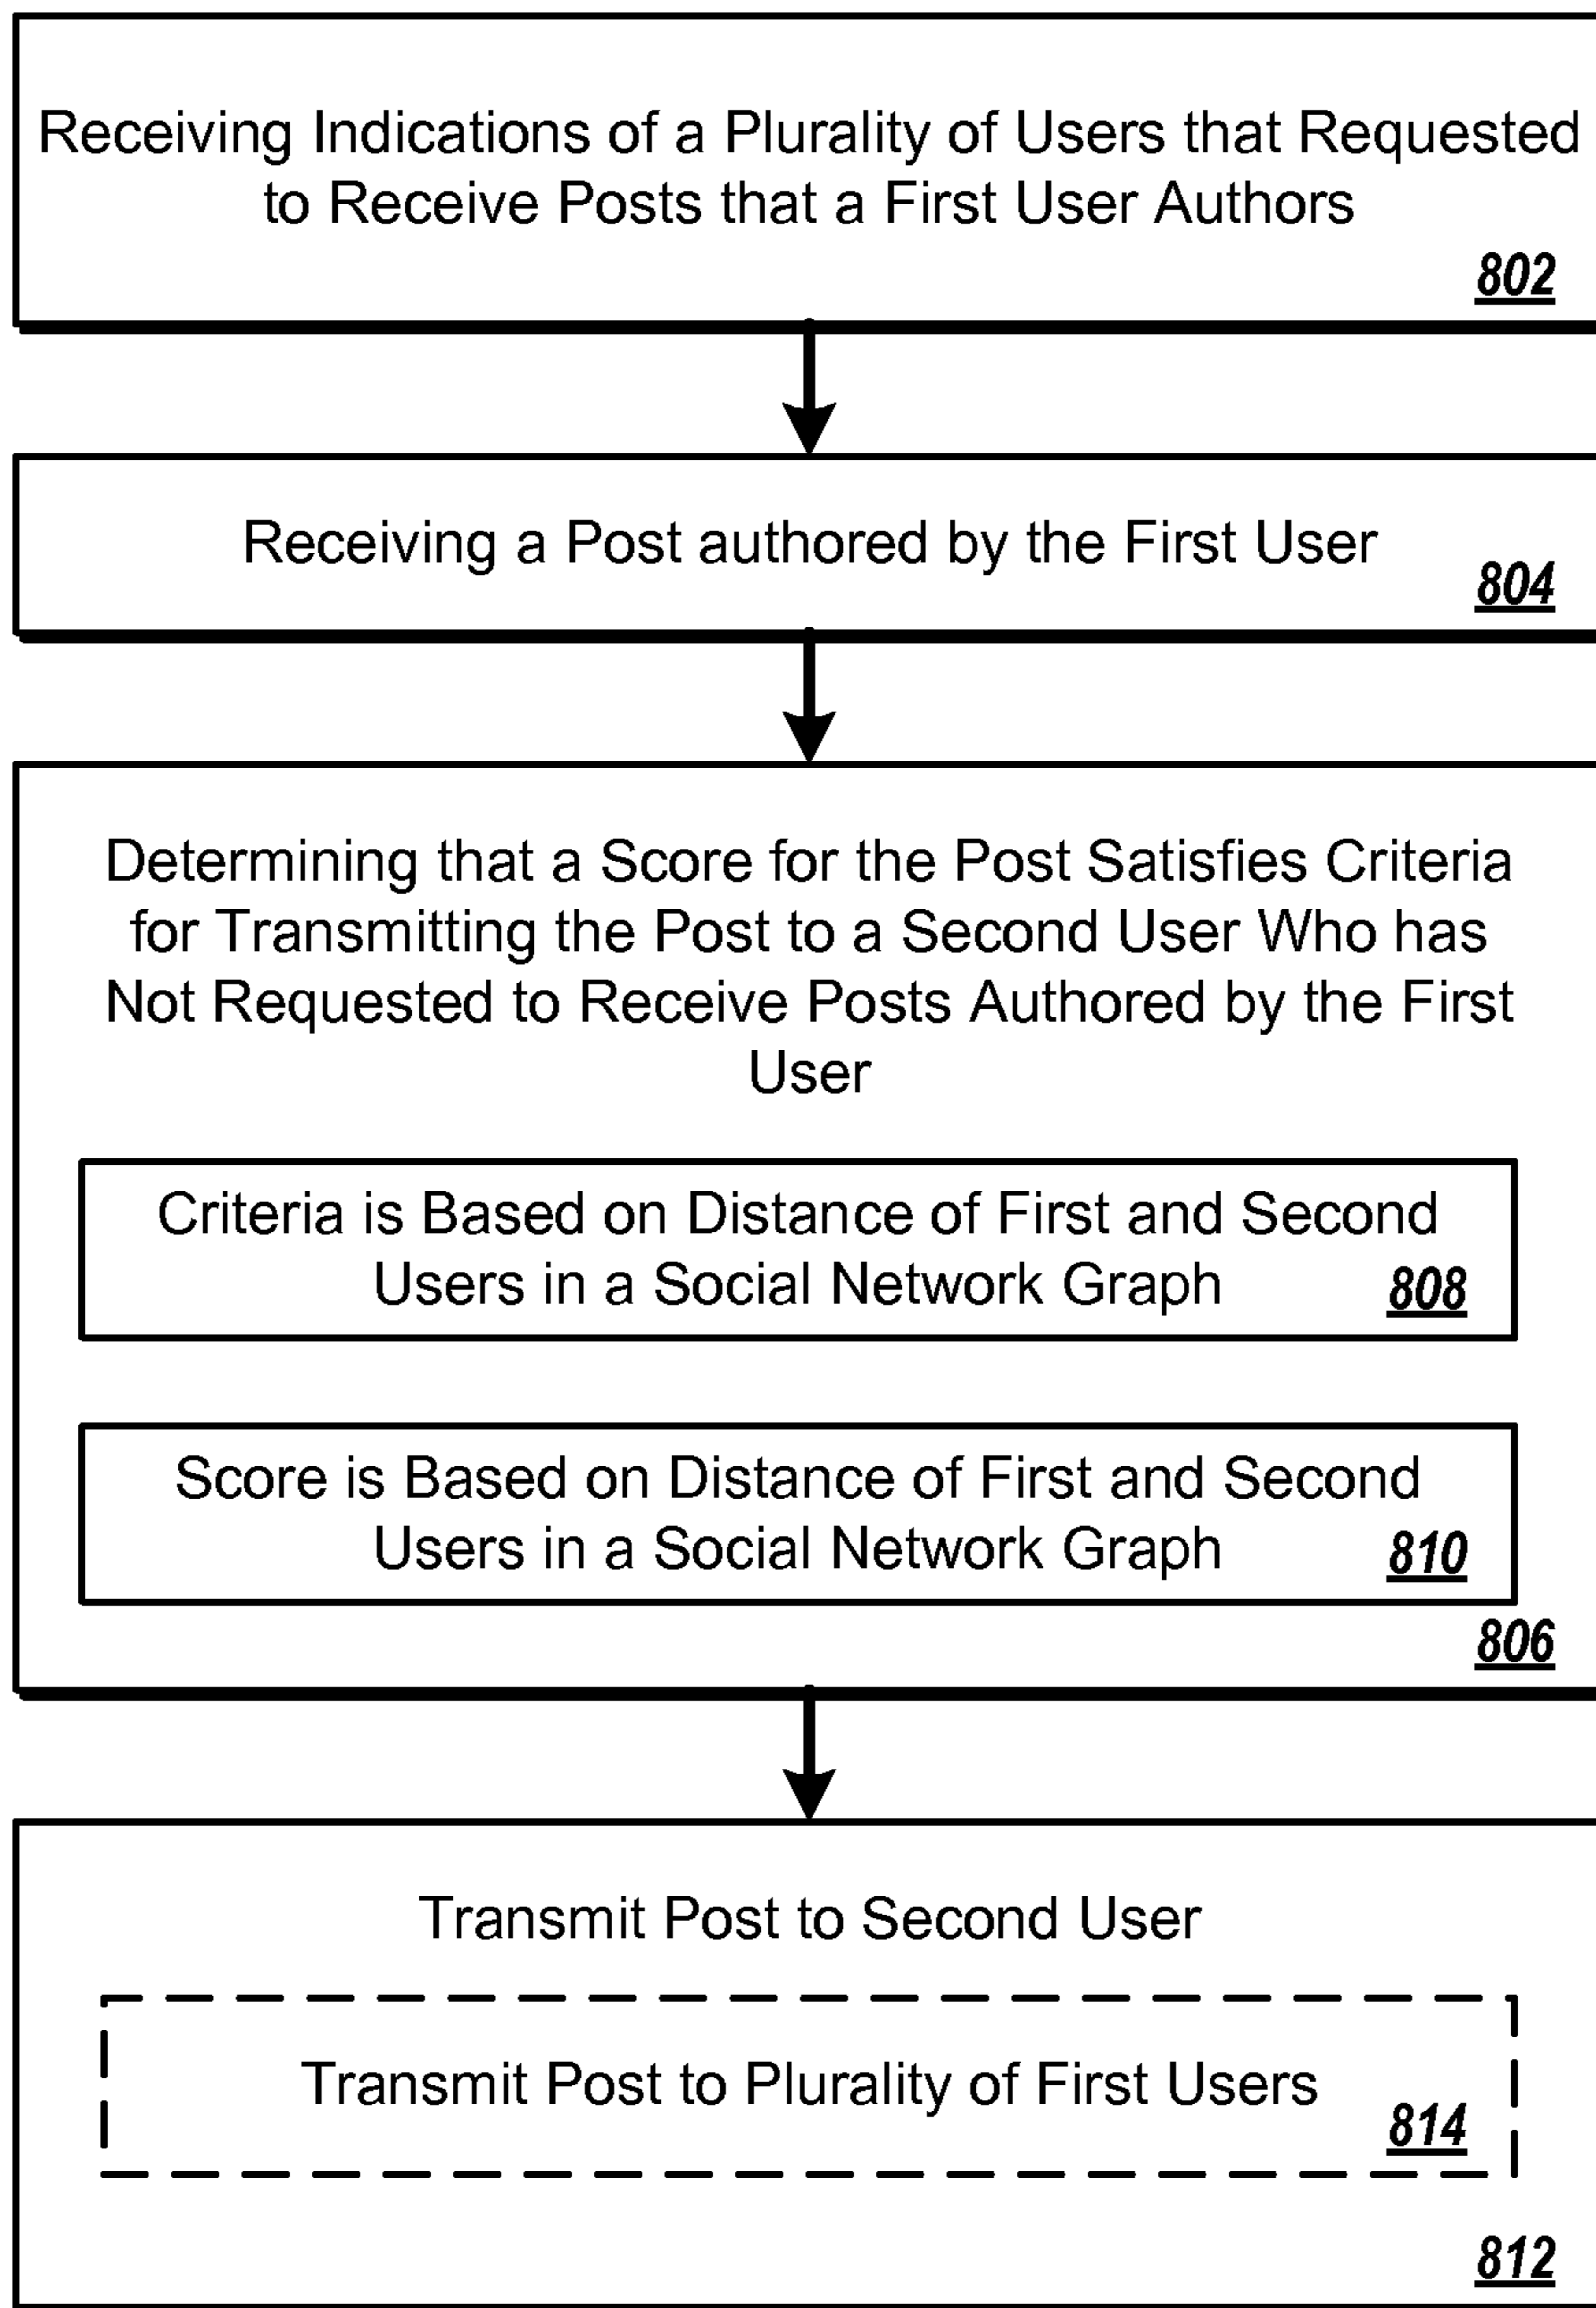 Receiving Indications of a Plurality of Users that Requested
to Receive Posts that a First User Authors
802
Receiving a Post authored by the First User
804
Determining that a Score for the Post Satisfies Criteria
for Transmitting the Post to a Second User Who has
Not Requested to Receive Posts Authored by the First
User
Criteria is Based on Distance of First and Second
Users in a Social Network Graph
808
Score is Based on Distance of First and Second
Users in a Social Network Graph
810
806
Transmit Post to Second User
Transmit Post to Plurality of First Users
814
812